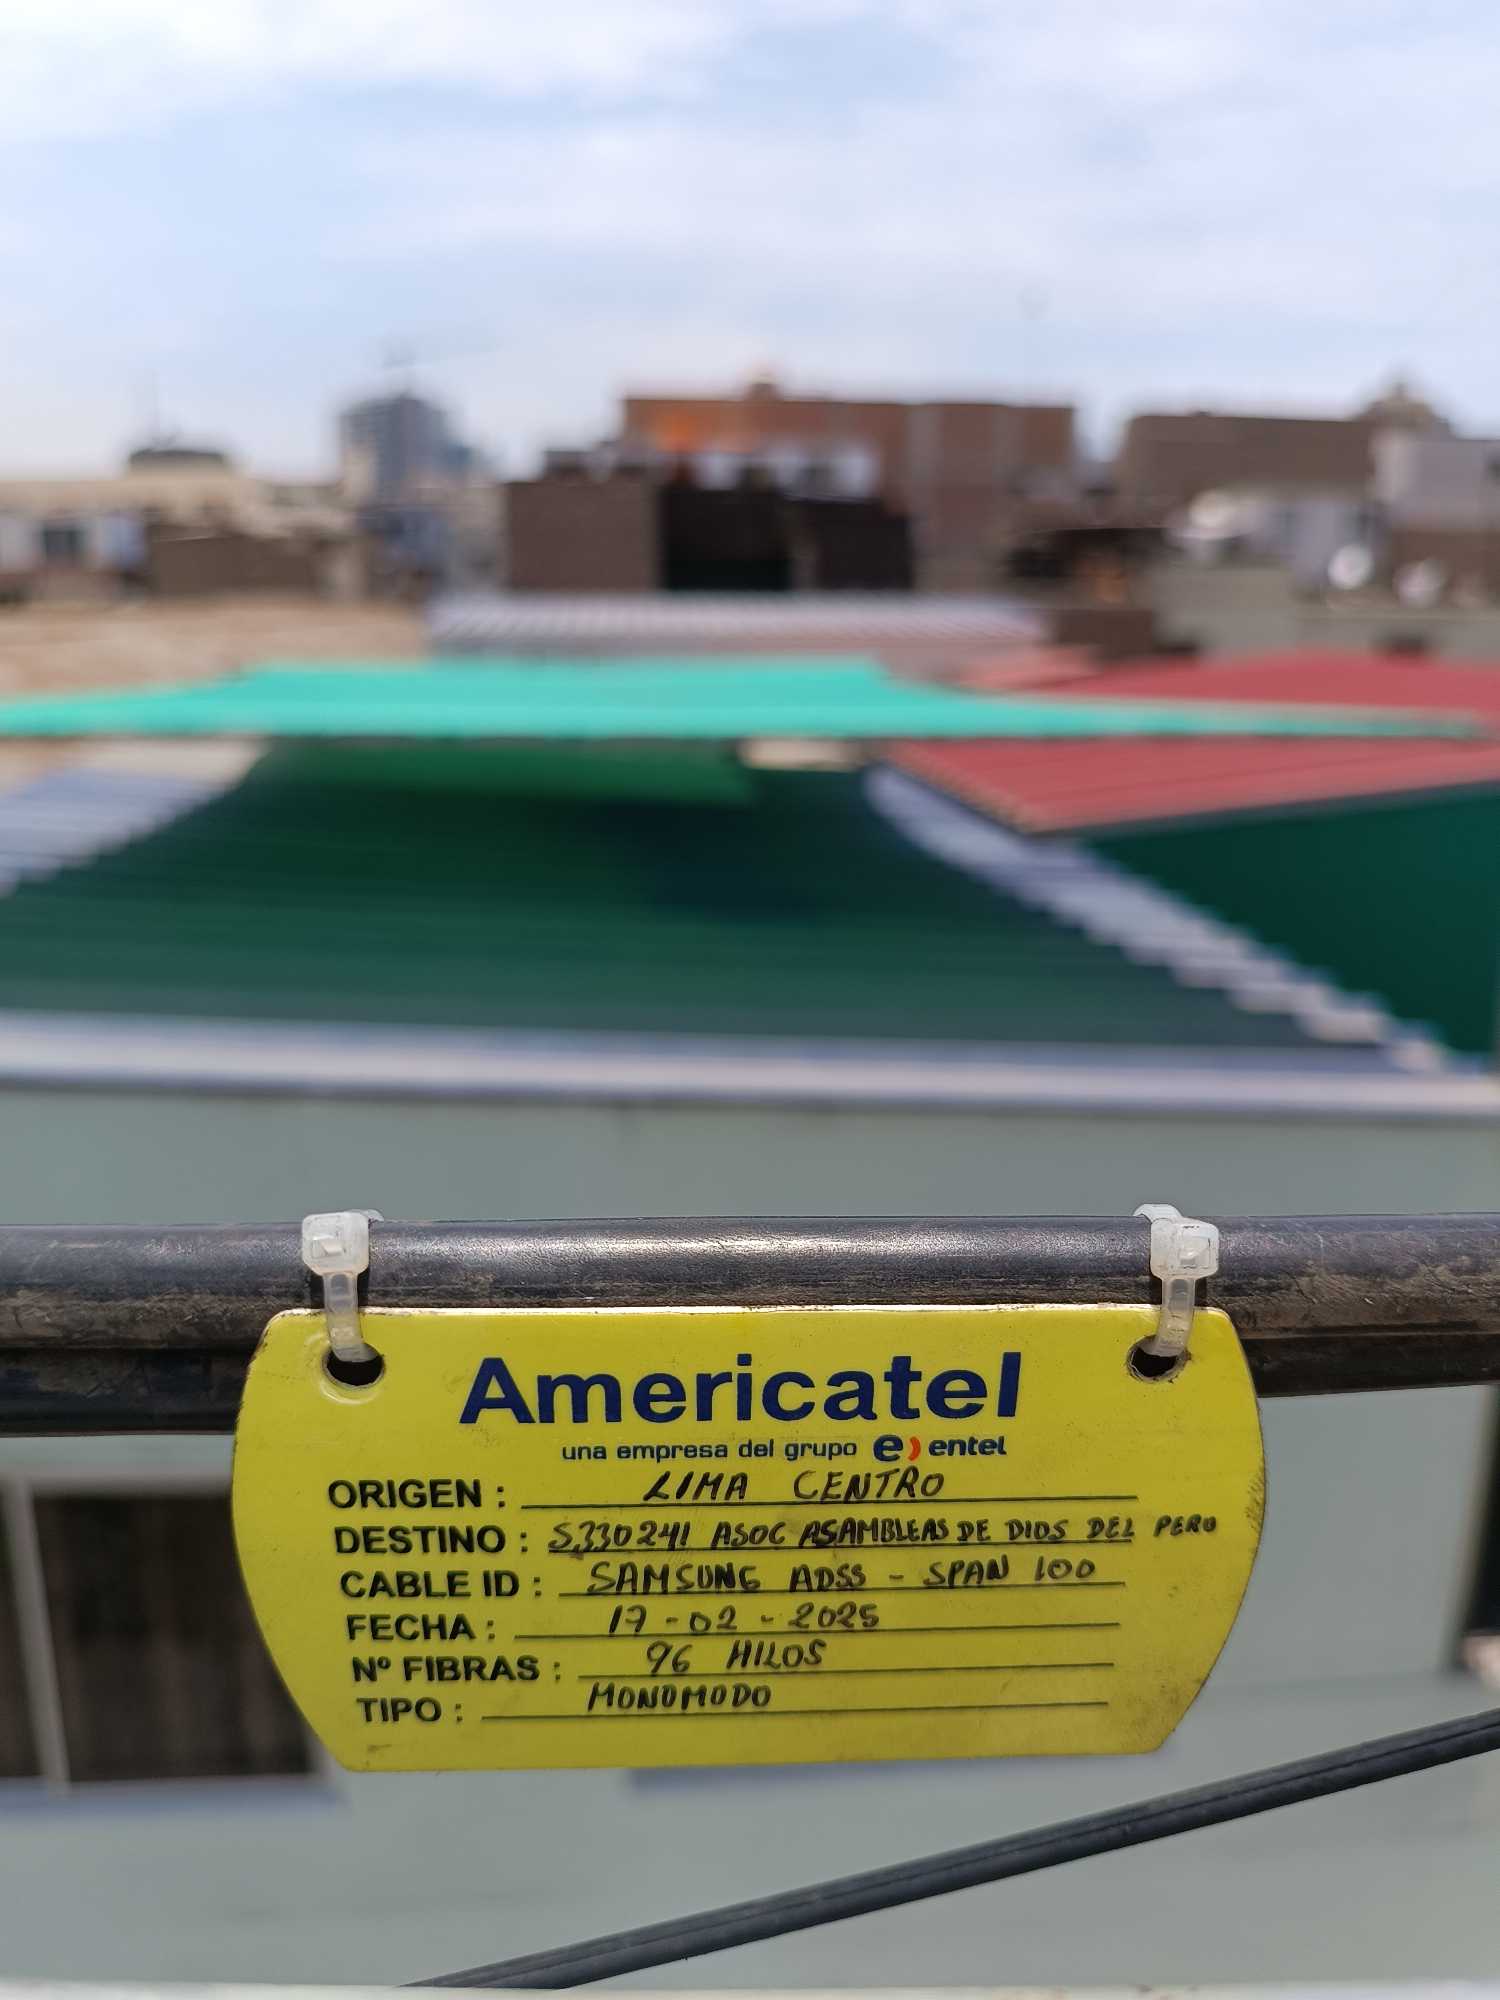 Americatel
una empresa del grupo e) entel
ORIGEN : LIMA CENTRO
DESTINO : S330241 ASOC ASAMBLEAS DE DIOS DEL PERU
CABLE ID : SAMSUNG ADSS - SPAN 100
FECHA : 17-02-2025
Nº FIBRAS : 96 HILOS
TIPO : MONOMODO